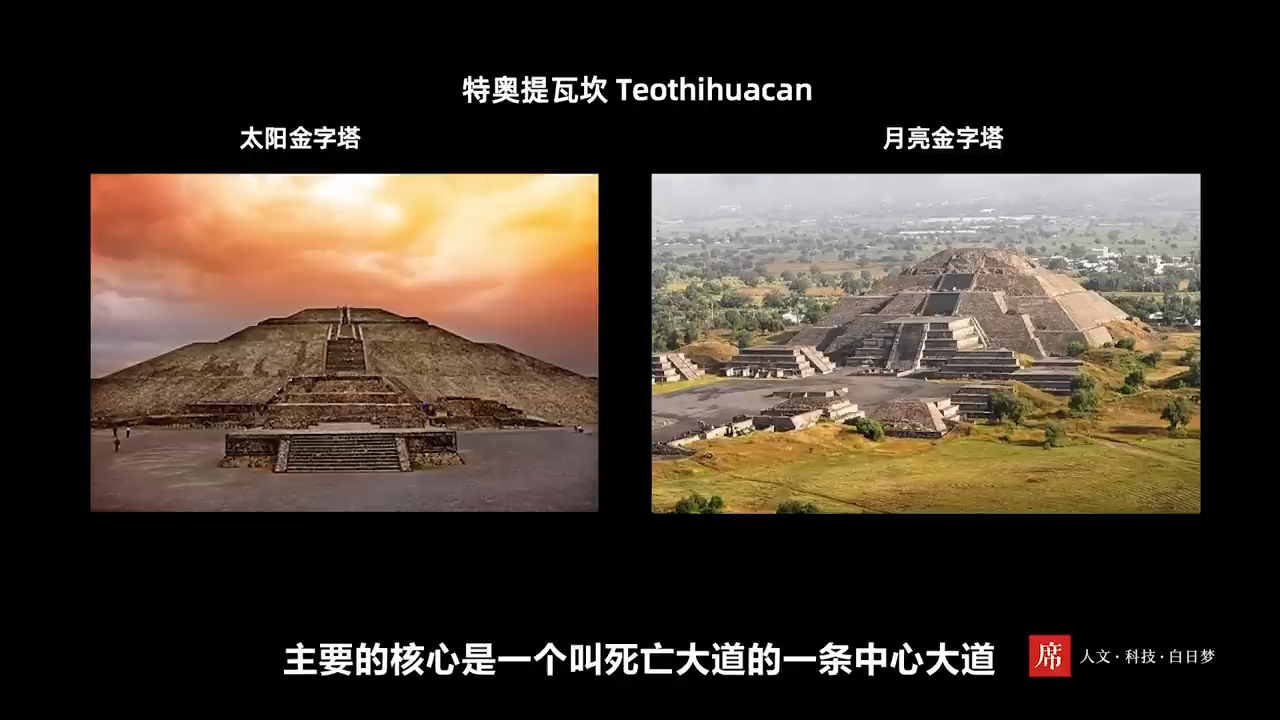 特奥提瓦坎 Teothihuacan
太阳金字塔
月亮金字塔
主要的核心是一个叫死亡大道的一条中心大道
席 人文·科技·白日梦